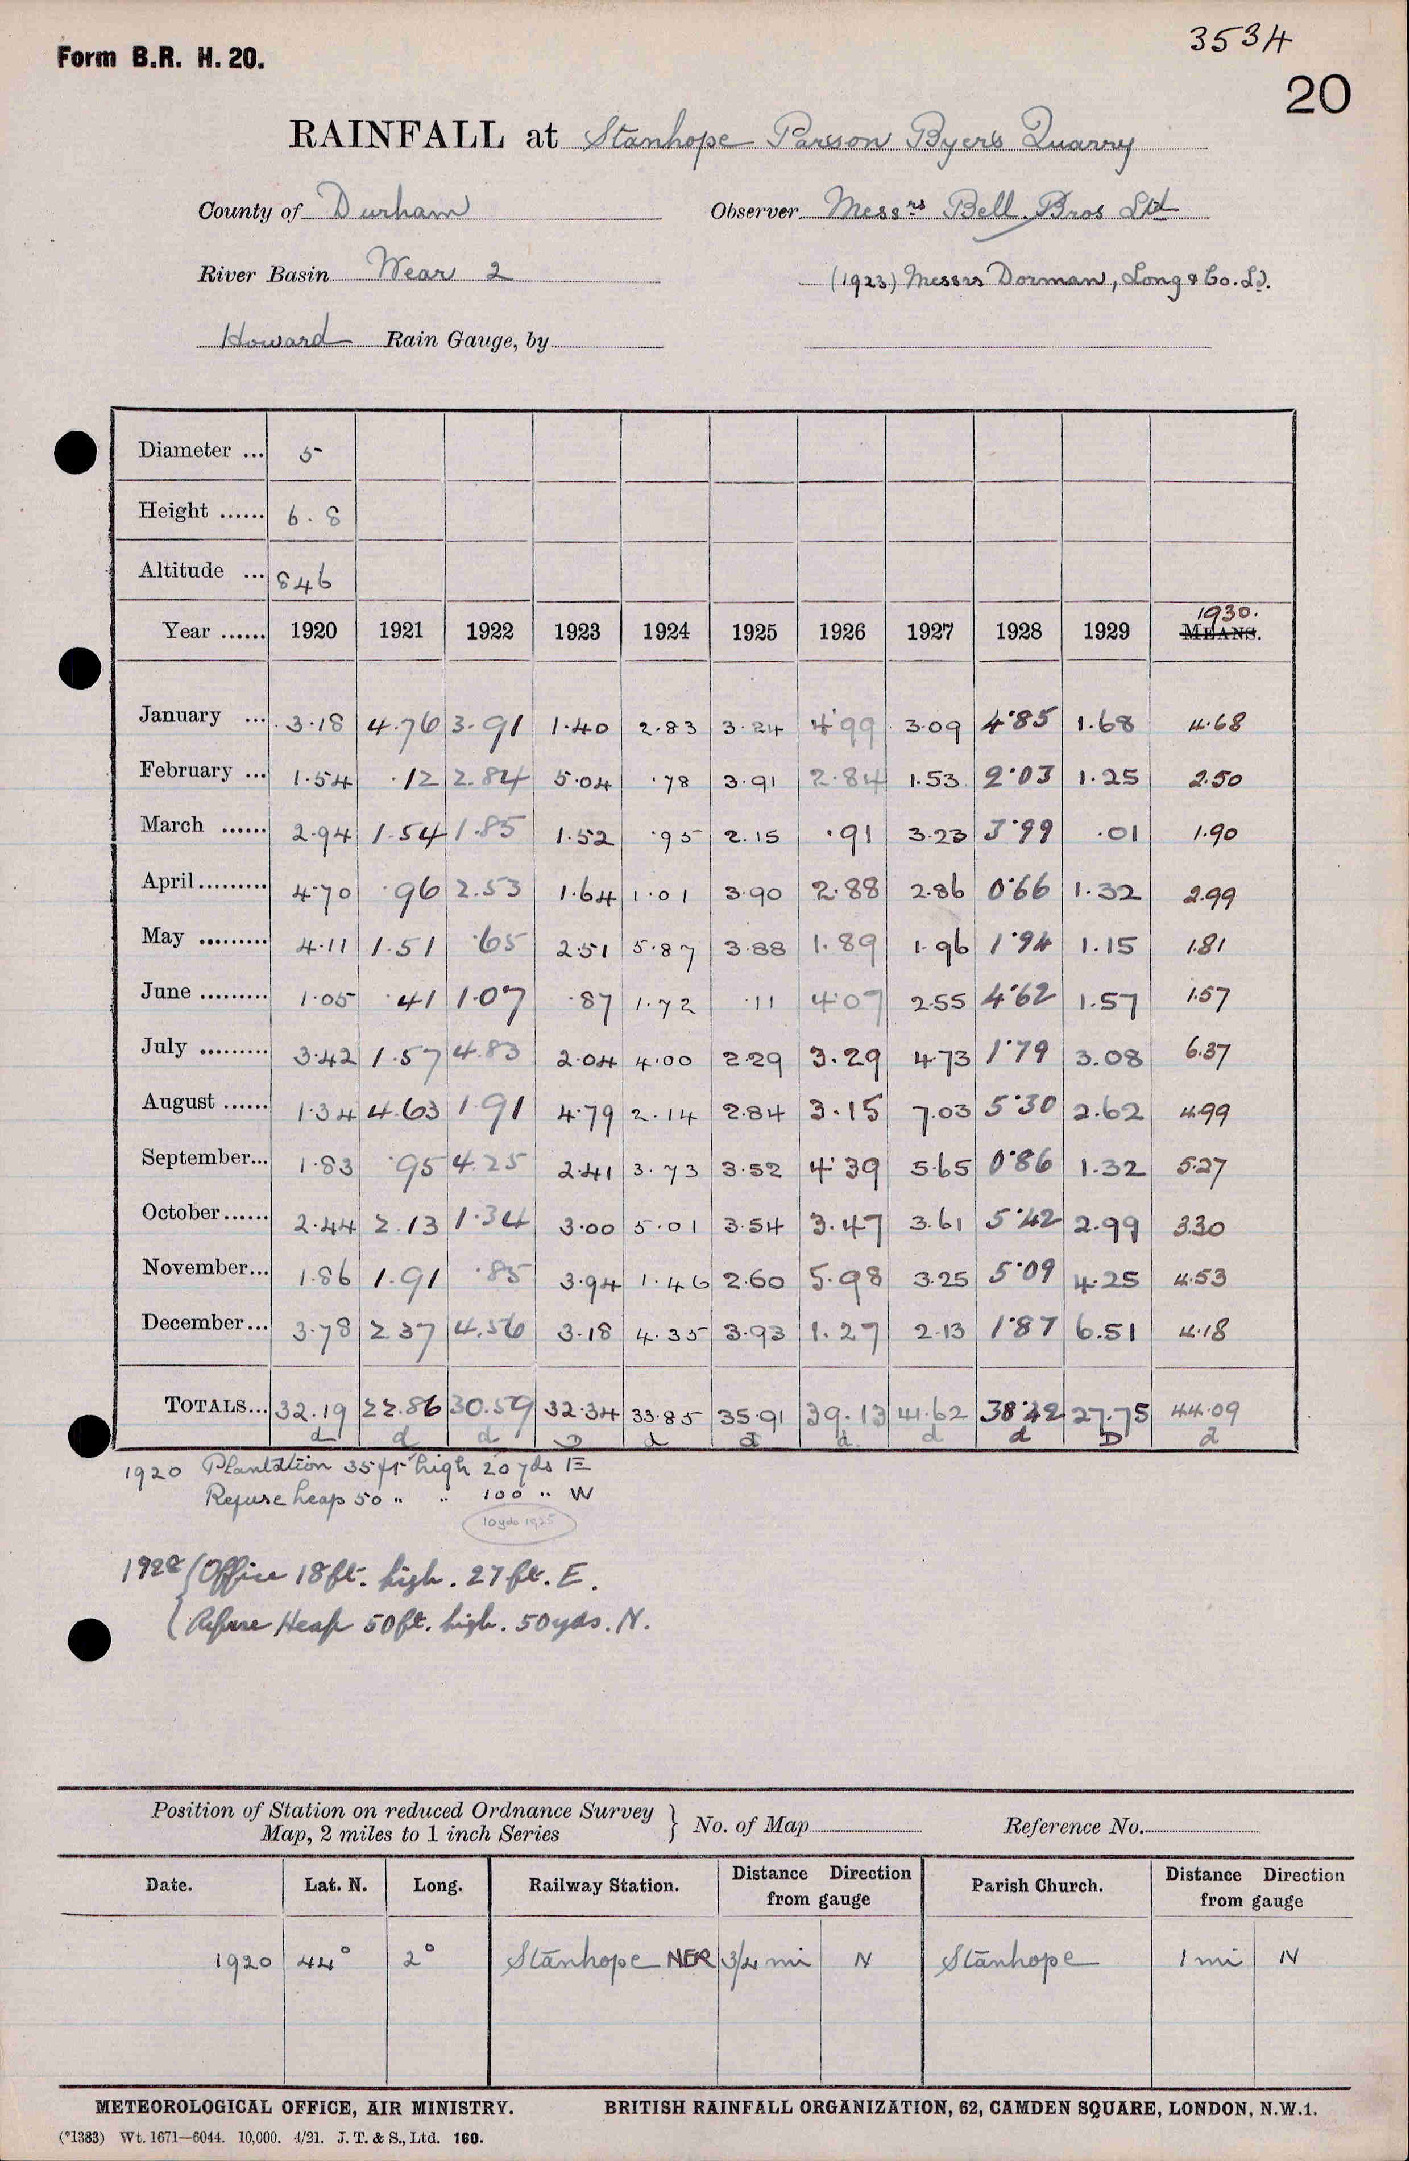 3534
Form B.R. H. 20.
20
RAINFALL at Stanhope Parson Byers Quarry
County of Durham Observer Messrs Bell Bros Ltd
River Basin Wear 2 (1923) Messrs Dorman, Long & Co. Ld.
Howard Rain Gauge, by
Diameter ... 5
Height ...... 6.8
Altitude ... 846
1930.
Year ...... 1920 1921 1922 1923 1924 1925 1926 1927 1928 1929 MEANS.
January ... 3.18 4.76 3.91 1.40 2.83 3.24 4.99 3.09 4.85 1.68 4.68
February ... 1.54 .12 2.84 5.04 .78 3.91 2.84 1.53 2.03 1.25 2.50
March ...... 2.94 1.54 1.85 1.52 .95 2.15 .91 3.23 3.99 .01 1.90
April......... 4.70 .96 2.53 1.64 1.01 3.90 2.88 2.86 0.66 1.32 2.99
May ......... 4.11 1.51 .65 2.51 5.87 3.88 1.89 1.96 1.94 1.15 1.81
June ......... 1.05 .41 1.07 .87 1.72 .11 4.07 2.55 4.62 1.57 1.57
July ......... 3.42 1.57 4.83 2.04 4.00 2.29 3.29 4.73 1.79 3.08 6.37
August ...... 1.34 4.63 1.91 4.79 2.14 2.84 3.15 7.03 5.30 2.62 4.99
September... 1.83 .95 4.25 2.41 3.73 3.52 4.39 5.65 0.86 1.32 5.27
October...... 2.44 2.13 1.34 3.00 5.01 3.54 3.47 3.61 5.42 2.99 3.30
November... 1.86 1.91 .85 3.94 1.46 2.60 5.98 3.25 5.09 4.25 4.53
December... 3.78 2.37 4.56 3.18 4.35 3.93 1.27 2.13 1.87 6.51 4.18
TOTALS... 32.19 22.86 30.59 32.34 33.85 35.91 39.13 41.62 38.42 27.75 44.09
d d d D d d d d d D d
1920 Plantation 35 ft high 20 yds E
Refuse heap 50 " " 100 " W
10 yds 1925
1928 { Office 18 ft. high. 27 ft. E.
{ Refuse Heap 50 ft. high. 50 yds. N.
Position of Station on reduced Ordnance Survey
Map, 2 miles to 1 inch Series } No. of Map Reference No.
Date. Lat. N. Long. Railway Station. Distance Direction from gauge Parish Church. Distance Direction from gauge
1920 44° 2° Stanhope NER 3/4 mi N Stanhope 1 mi N
METEOROLOGICAL OFFICE, AIR MINISTRY. BRITISH RAINFALL ORGANIZATION, 62, CAMDEN SQUARE, LONDON, N.W.1.
(*1383) Wt. 1671—6044. 10,000. 4/21. J. T. & S., Ltd. 160.